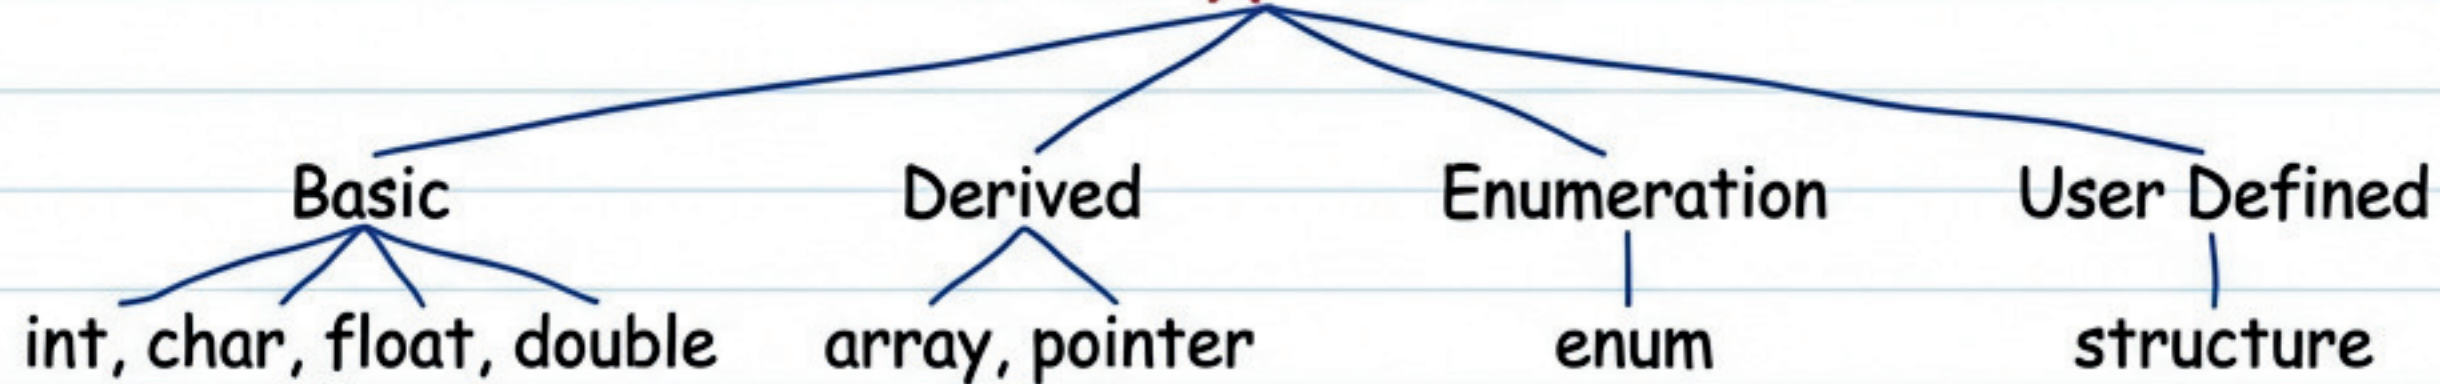 Basic Derived Enumeration User Defined
int, char, float, double array, pointer enum structure